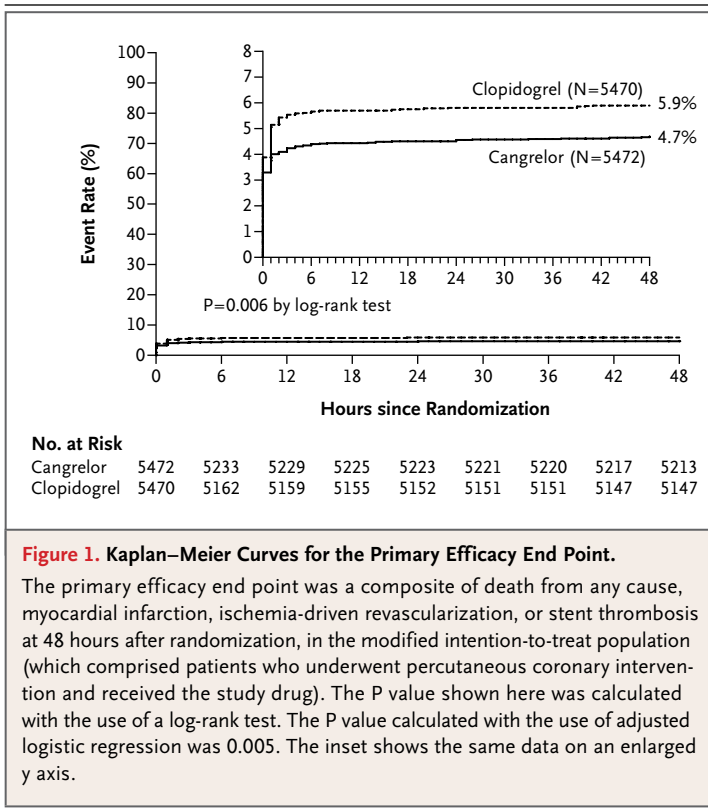 100
90
80
70
60
50
40
30
20
10
0
Event Rate (%)
8
7
6
5
4
3
2
1
0
Clopidogrel (N=5470)
5.9%
4.7%
Cangrelor (N=5472)
0 6 12 18 24 30 36 42 48
P=0.006 by log-rank test
0 6 12 18 24 30 36 42 48
Hours since Randomization
No. at Risk
Cangrelor 5472 5233 5229 5225 5223 5221 5220 5217 5213
Clopidogrel 5470 5162 5159 5155 5152 5151 5151 5147 5147
Figure 1. Kaplan–Meier Curves for the Primary Efficacy End Point.
The primary efficacy end point was a composite of death from any cause,
myocardial infarction, ischemia-driven revascularization, or stent thrombosis
at 48 hours after randomization, in the modified intention-to-treat population
(which comprised patients who underwent percutaneous coronary interven-
tion and received the study drug). The P value shown here was calculated
with the use of a log-rank test. The P value calculated with the use of adjusted
logistic regression was 0.005. The inset shows the same data on an enlarged
y axis.